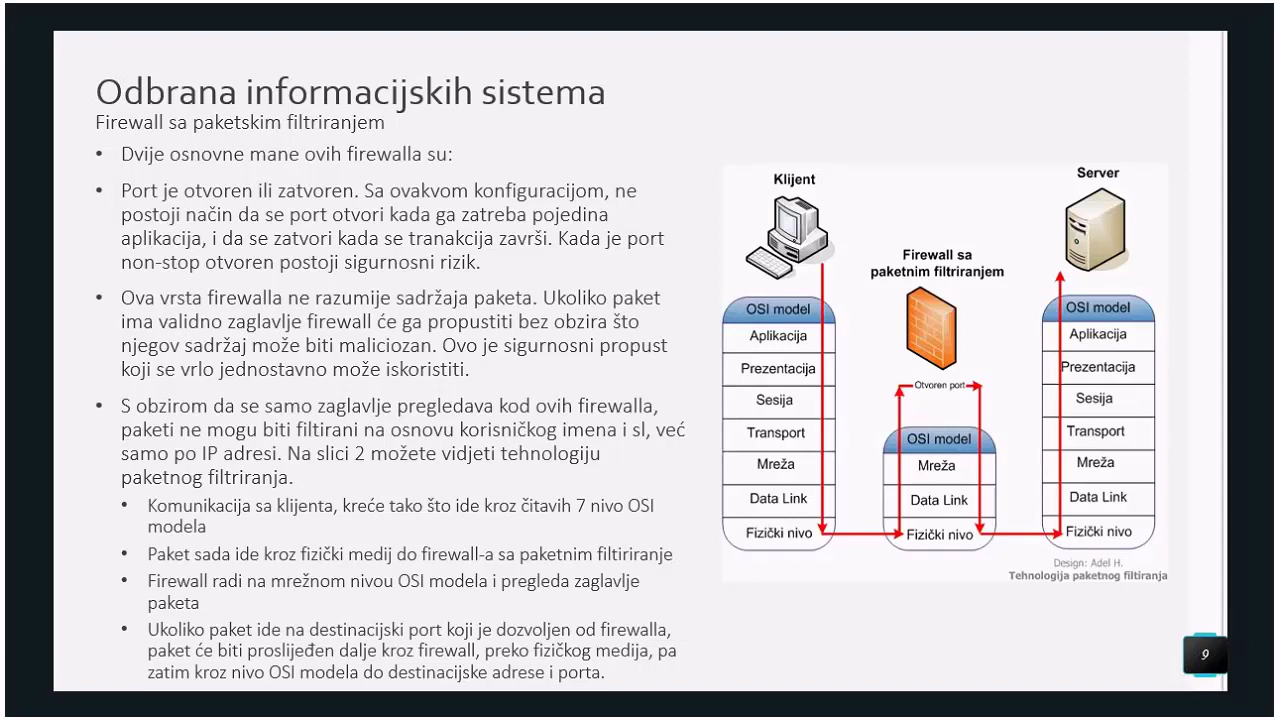 Odbrana informacijskih sistema
Firewall sa paketskim filtriranjem
• Dvije osnovne mane ovih firewalla su:
• Port je otvoren ili zatvoren. Sa ovakvom konfiguracijom, ne
postoji način da se port otvori kada ga zatreba pojedina
aplikacija, i da se zatvori kada se tranakcija završi. Kada je port
non-stop otvoren postoji sigurnosni rizik.
• Ova vrsta firewalla ne razumije sadržaja paketa. Ukoliko paket
ima validno zaglavlje firewall će ga propustiti bez obzira što
njegov sadržaj može biti maliciozan. Ovo je sigurnosni propust
koji se vrlo jednostavno može iskoristiti.
• S obzirom da se samo zaglavlje pregledava kod ovih firewalla,
paketi ne mogu biti filtirani na osnovu korisničkog imena i sl, već
samo po IP adresi. Na slici 2 možete vidjeti tehnologiju
paketnog filtriranja.
• Komunikacija sa klijenta, kreće tako što ide kroz čitavih 7 nivo OSI
modela
• Paket sada ide kroz fizički medij do firewall-a sa paketnim filtiriranje
• Firewall radi na mrežnom nivou OSI modela i pregleda zaglavlje
paketa
• Ukoliko paket ide na destinacijski port koji je dozvoljen od firewalla,
paket će biti proslijeđen dalje kroz firewall, preko fizičkog medija, pa
zatim kroz nivo OSI modela do destinacijske adrese i porta.
Klijent
OSI model
Aplikacija
Prezentacija
Sesija
Transport
Mreža
Data Link
Fizički nivo
Firewall sa
paketnim filtriranjem
Otvoren port
OSI model
Mreža
Data Link
Fizički nivo
Server
OSI model
Aplikacija
Prezentacija
Sesija
Transport
Mreža
Data Link
Fizički nivo
Design: Adel H.
Tehnologija paketnog filtiranja
9